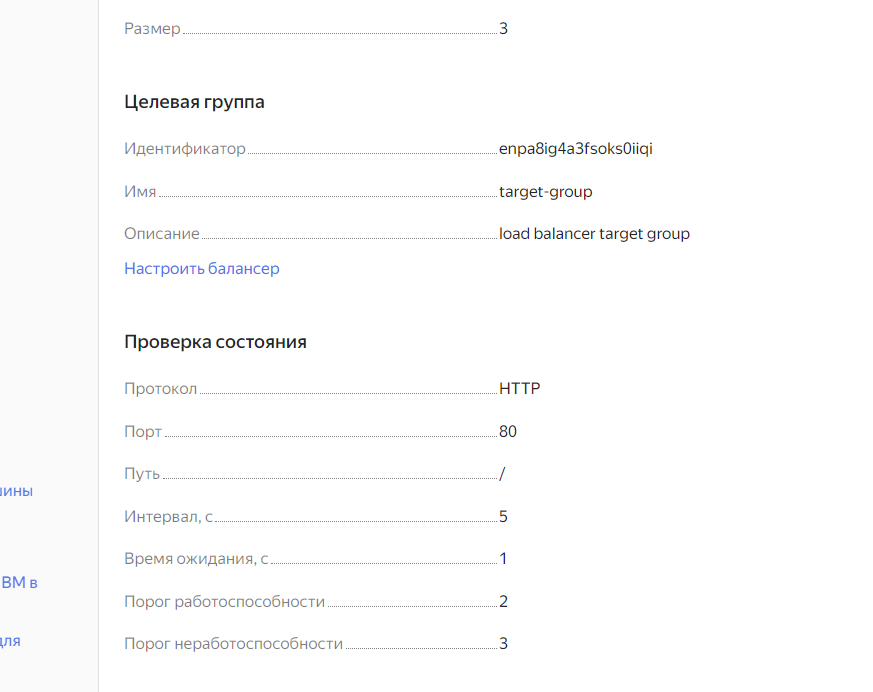 Размер 3
Целевая группа
Идентификатор enpa8ig4a3fsoks0iiqi
Имя target-group
Описание load balancer target group
Настроить балансер
Проверка состояния
Протокол HTTP
Порт 80
Путь /
шины
Интервал, с 5
Время ожидания, с 1
ВМ в
Порог работоспособности 2
для
Порог неработоспособности 3